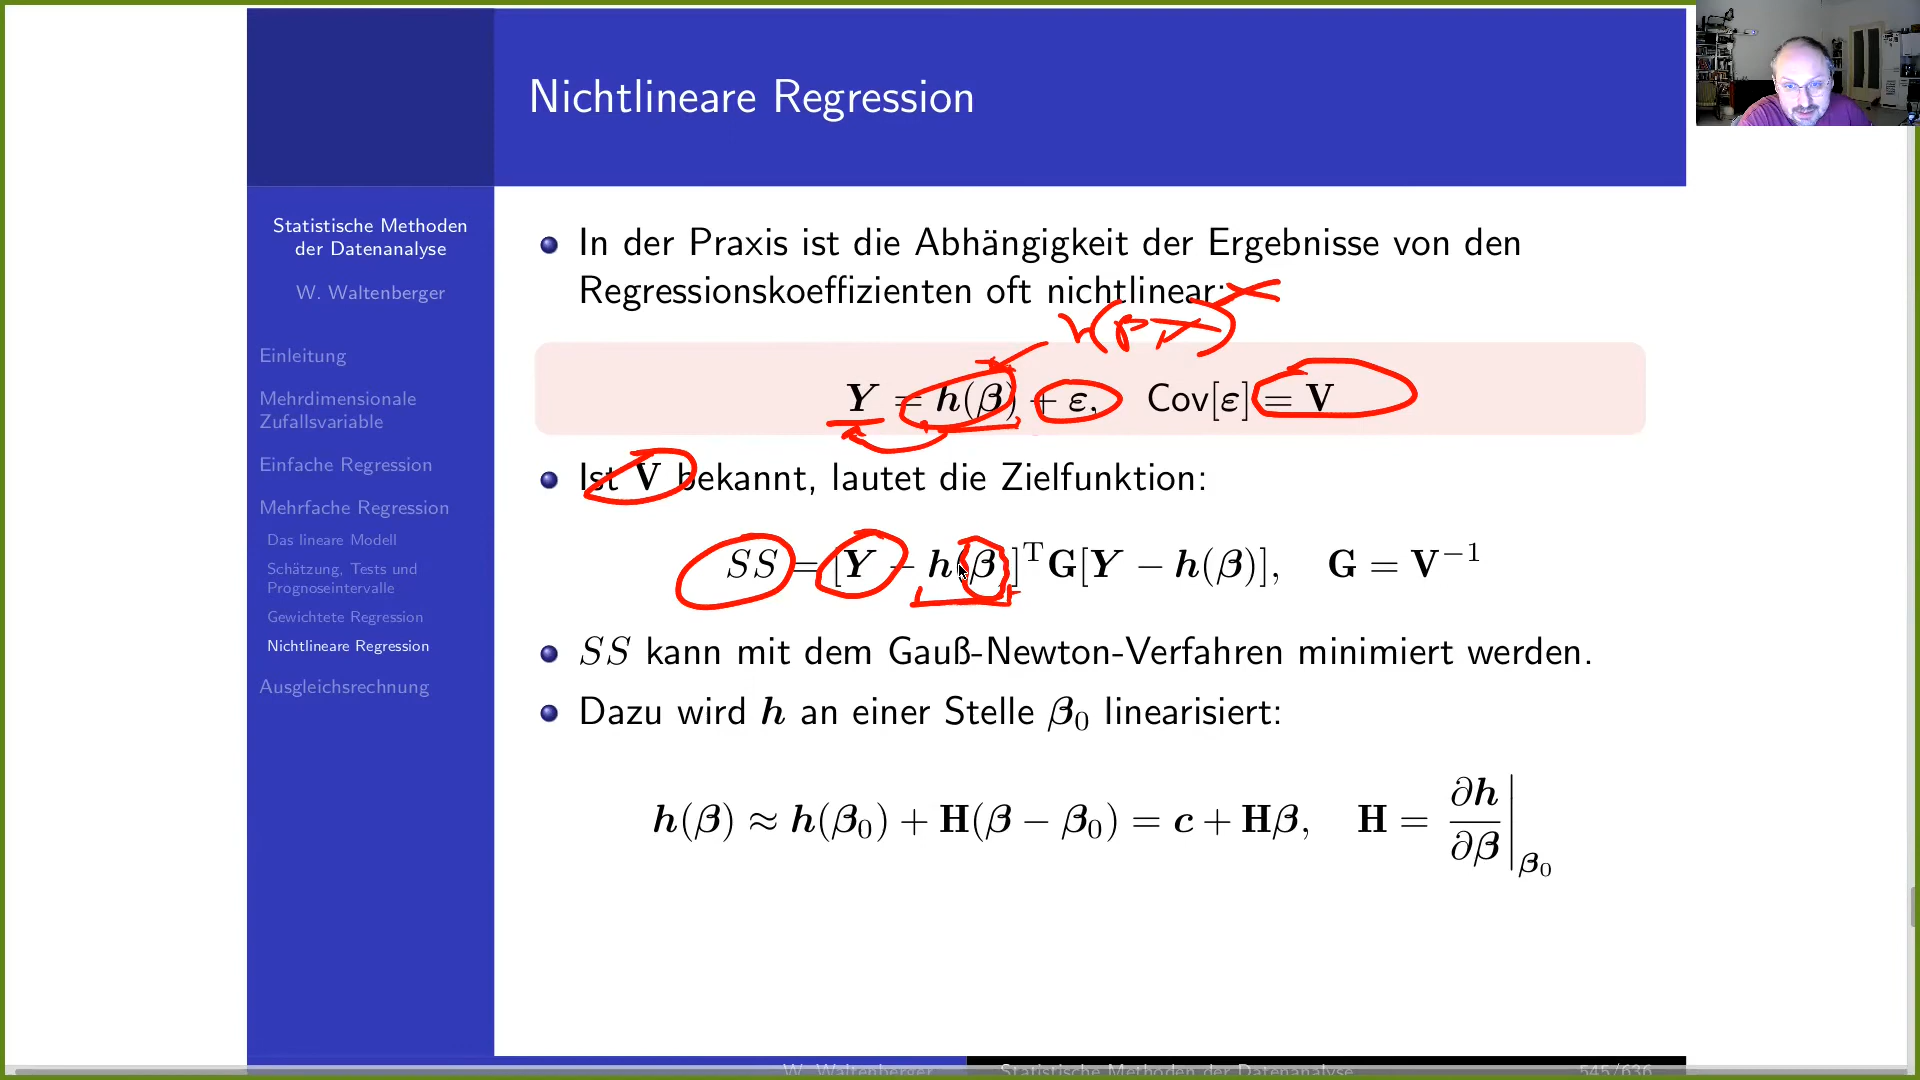 Nichtlineare Regression
Statistische Methoden
der Datenanalyse
W. Waltenberger
Einleitung
Mehrdimensionale
Zufallsvariable
Einfache Regression
Mehrfache Regression
Das lineare Modell
Schätzung, Tests und
Prognoseintervalle
Gewichtete Regression
Nichtlineare Regression
Ausgleichsrechnung
In der Praxis ist die Abhängigkeit der Ergebnisse von den
Regressionskoeffizienten oft nichtlinear:
Y = h(β) + ε, Cov[ε] = V
Ist V bekannt, lautet die Zielfunktion:
SS = [Y − h(β)]ᵀG[Y − h(β)], G = V⁻¹
SS kann mit dem Gauß-Newton-Verfahren minimiert werden.
Dazu wird h an einer Stelle β₀ linearisiert:
h(β) ≈ h(β₀) + H(β − β₀) = c + Hβ, H = ∂h/∂β|β₀
W. Waltenberger Statistische Methoden der Datenanalyse 545/636